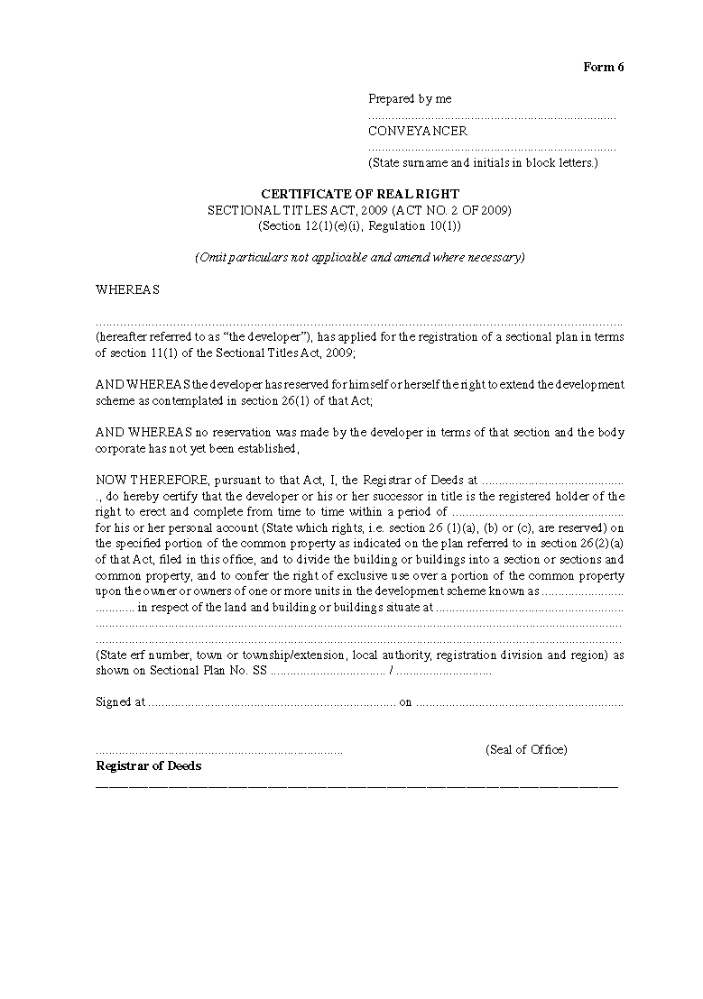 Form 6
Prepared by me
...........................................................................
CONVEYANCER
...........................................................................
(State surname and initials in block letters.)
CERTIFICATE OF REAL RIGHT
SECTIONAL TITLES ACT, 2009 (ACT NO. 2 OF 2009)
(Section 12(1)(e)(i), Regulation 10(1))
(Omit particulars not applicable and amend where necessary)
WHEREAS
................................................................................................................................................................
(hereafter referred to as “the developer”), has applied for the registration of a sectional plan in terms
of section 11(1) of the Sectional Titles Act, 2009;
AND WHEREAS the developer has reserved for himself or herself the right to extend the development
scheme as contemplated in section 26(1) of that Act;
AND WHEREAS no reservation was made by the developer in terms of that section and the body
corporate has not yet been established,
NOW THEREFORE, pursuant to that Act, I, the Registrar of Deeds at ...........................................
., do hereby certify that the developer or his or her successor in title is the registered holder of the
right to erect and complete from time to time within a period of ....................................................
for his or her personal account (State which rights, i.e. section 26 (1)(a), (b) or (c), are reserved) on
the specified portion of the common property as indicated on the plan referred to in section 26(2)(a)
of that Act, filed in this office, and to divide the building or buildings into a section or sections and
common property, and to confer the right of exclusive use over a portion of the common property
upon the owner or owners of one or more units in the development scheme known as .........................
............ in respect of the land and building or buildings situate at .........................................................
................................................................................................................................................................
................................................................................................................................................................
(State erf number, town or township/extension, local authority, registration division and region) as
shown on Sectional Plan No. SS ................................... / .............................
Signed at ........................................................................... on ...............................................................
........................................................................... (Seal of Office)
Registrar of Deeds
___________________________________________________________________________________